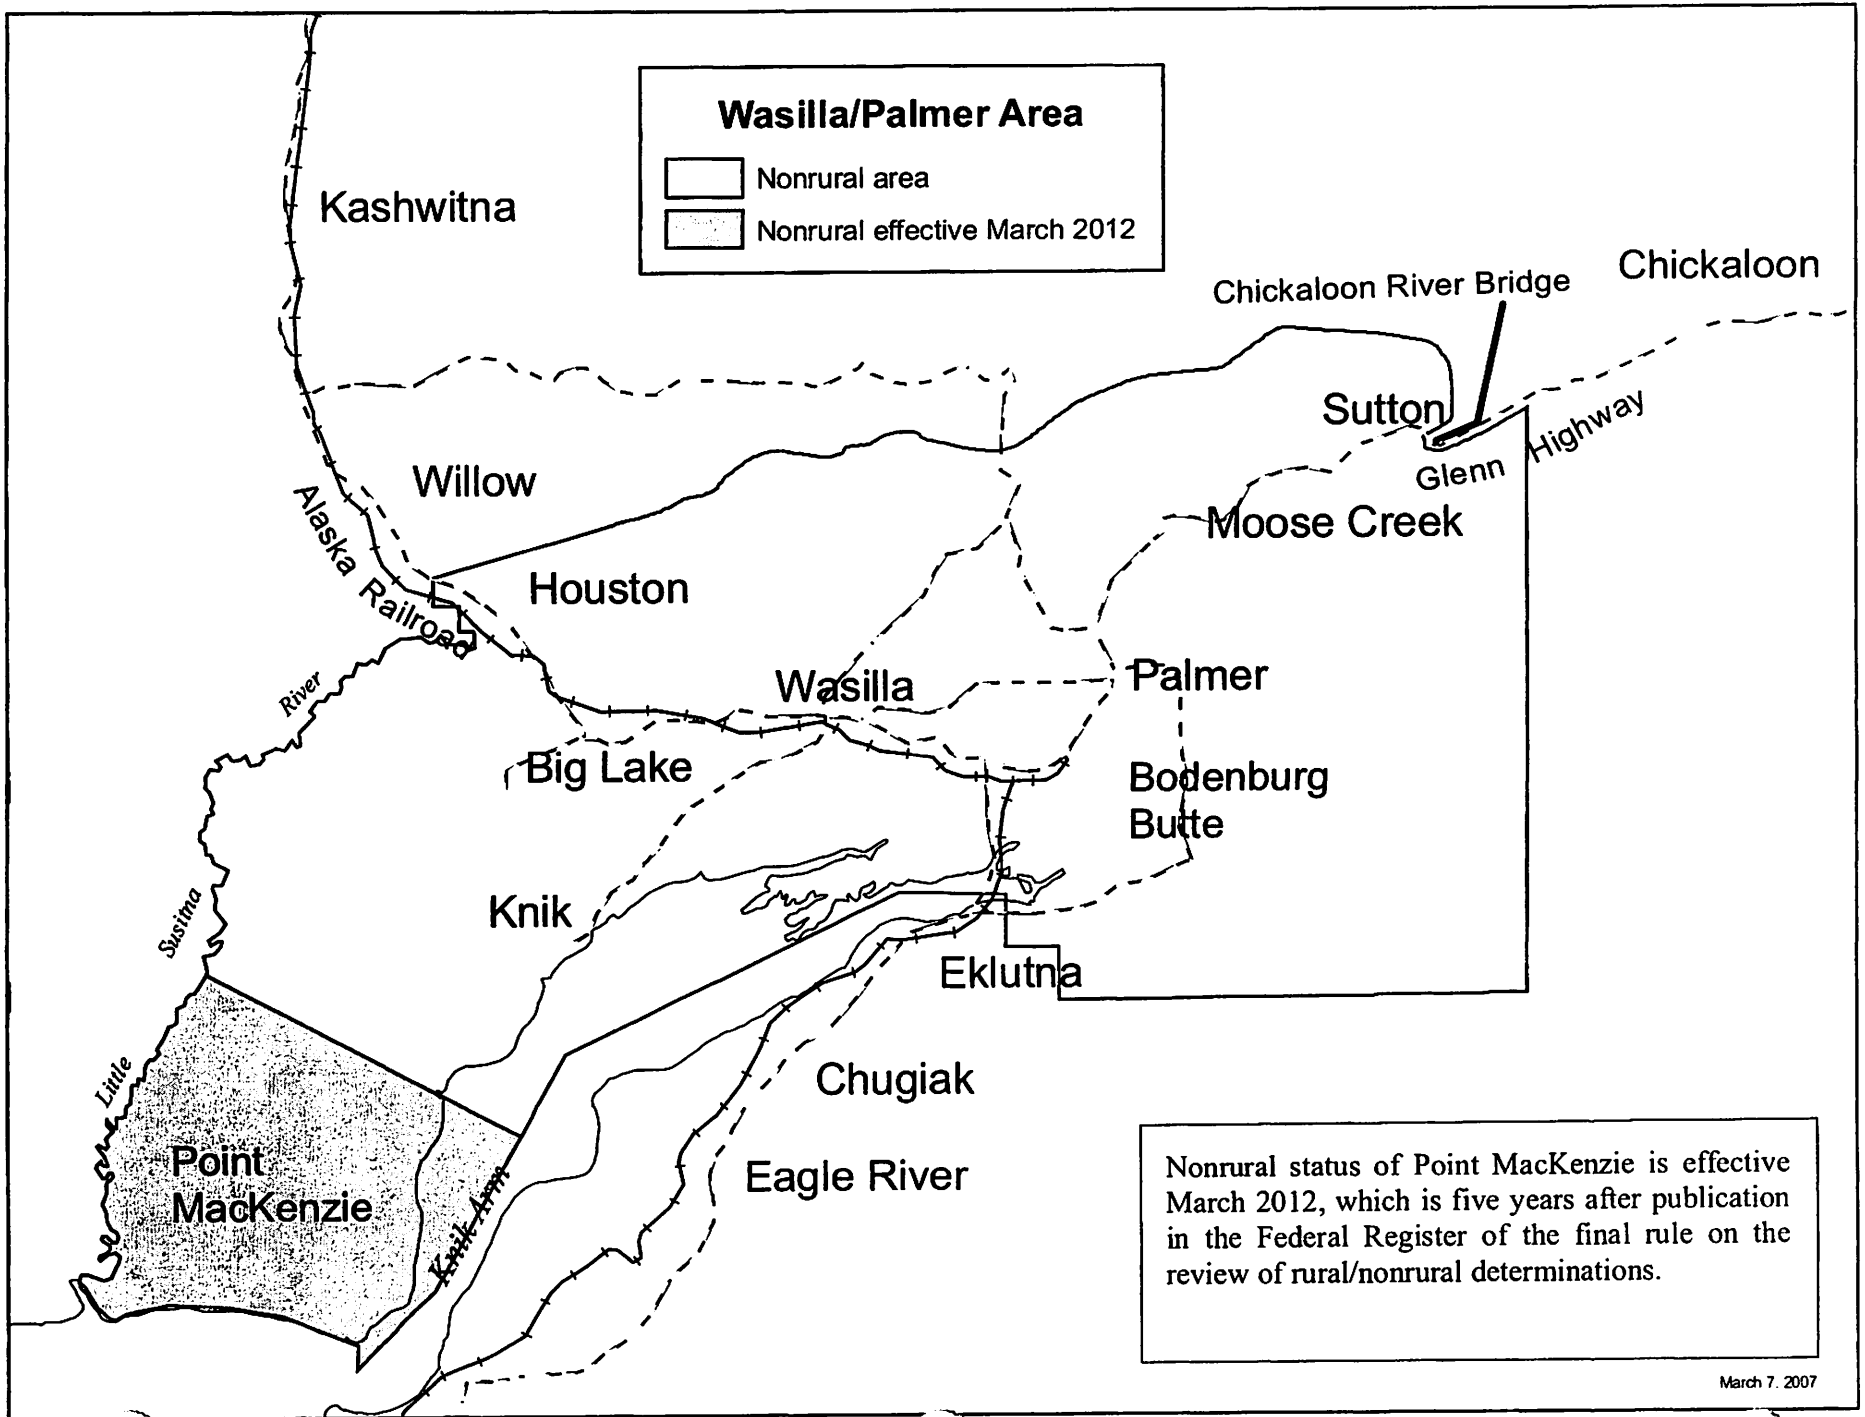 Wasilla/Palmer Area
Nonrural area
Nonrural effective March 2012
Kashwitna
Chickaloon
Chickaloon River Bridge
Sutton
Glenn Highway
Willow
Moose Creek
Alaska Railroad
Houston
Wasilla
Palmer
River
Big Lake
Bodenburg
Butte
Knik
Susitna
Eklutna
Little
Chugiak
Point
MacKenzie
Knik Arm
Eagle River
Nonrural status of Point MacKenzie is effective
March 2012, which is five years after publication
in the Federal Register of the final rule on the
review of rural/nonrural determinations.
March 7. 2007